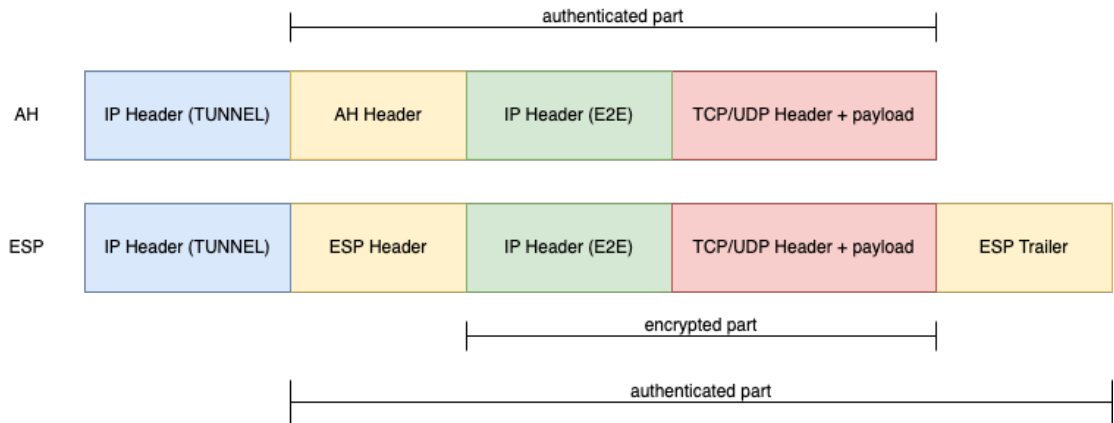 authenticated part
AH
IP Header (TUNNEL)
AH Header
IP Header (E2E)
TCP/UDP Header + payload
ESP
IP Header (TUNNEL)
ESP Header
IP Header (E2E)
TCP/UDP Header + payload
ESP Trailer
encrypted part
authenticated part